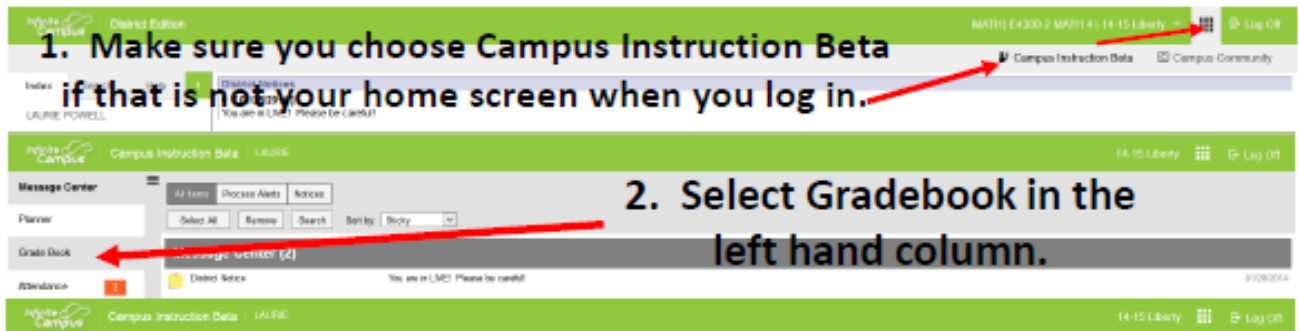 Infinite Campus District Edition MATH | E4300-2 MATH 4 | 14-15 Liberty Log Off
1. Make sure you choose Campus Instruction Beta
Campus Instruction Beta Campus Community
Index Help District Notices
if that is not your home screen when you log in.
LAURIE POWELL You are in LIVE! Please be careful!
Infinite Campus Campus Instruction Beta LAURIE 14-15 Liberty Log Off
Message Center All Items Process Alerts Notices
2. Select Gradebook in the
Planner Select All Remove Search Sort by: Sticky
left hand column.
Grade Book Message Center (2)
Attendance 2 District Notice You are in LIVE! Please be careful!
Infinite Campus Campus Instruction Beta LAURIE 14-15 Liberty Log Off